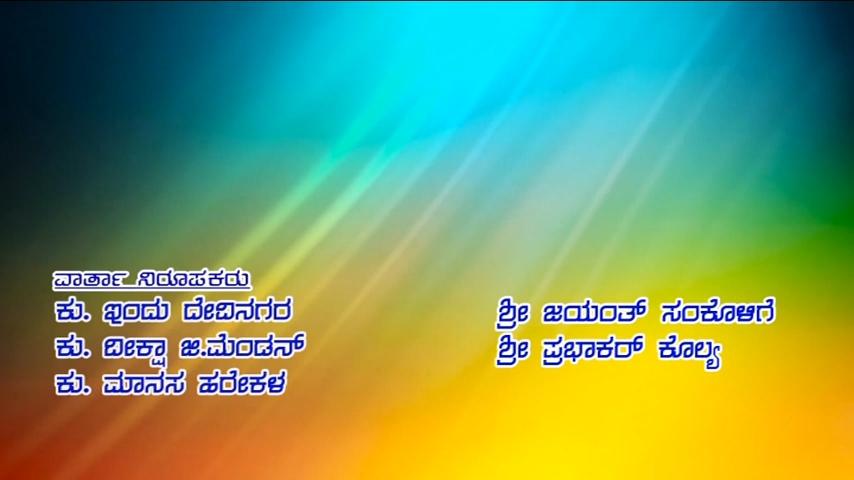 ವಾರ್ತಾ ನಿರೂಪಕರು
ಕು. ಇಂದು ದೇವಿನಗರ
ಕು. ದೀಕ್ಷಾ ಜಿ.ಮೆಂಡನ್
ಕು. ಮಾನಸ ಹರೇಕಳ
ಶ್ರೀ ಜಯಂತ್ ಸಂಕೊಳಿಗೆ
ಶ್ರೀ ಪ್ರಭಾಕರ್ ಕೊಲ್ಯ